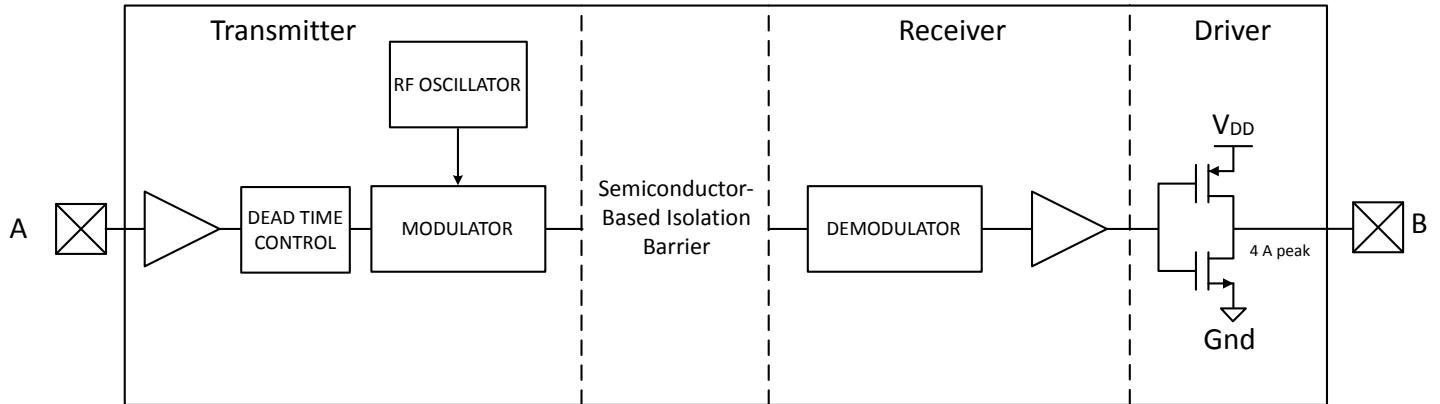 Transmitter
Receiver
Driver
RF OSCILLATOR
VDD
A
DEAD TIME
CONTROL
MODULATOR
Semiconductor-
Based Isolation
Barrier
DEMODULATOR
4 A peak
B
Gnd